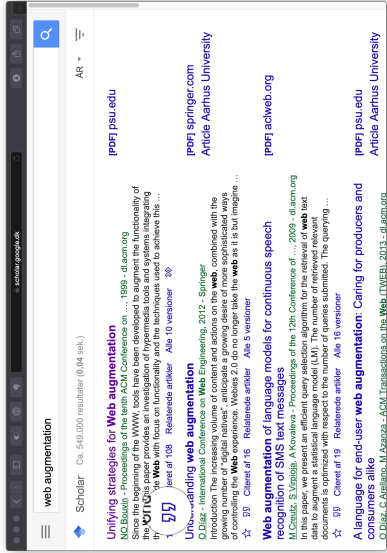 scholar.google.dk
web augmentation
Scholar
Ca. 549.000 resultater (0,04 sek.)
ÅR
Unifying strategies for Web augmentation
[PDF] psu.edu
NO Bouvin - Proceedings of the tenth ACM Conference on …, 1999 - dl.acm.org
Since the beginning of the WWW, tools have been developed to augment the functionality of
this paper provides an investigation of hypermedia tools and systems integrating
the Web with focus on functionality and the techniques used to achieve this …
Citeret af 108 Relaterede artikler Alle 10 versioner
Understanding web augmentation
[PDF] springer.com
Article Aarhus University
O Díaz - International Conference on Web Engineering, 2012 - Springer
Introduction The increasing volume of content and actions on the web, combined with the
growing number of "digital natives", anticipate a growing desire of more sophisticated ways
of controlling the Web experience. Webies 2.0 do no longer take the web as it is but imagine …
Citeret af 16 Relaterede artikler Alle 5 versioner
Web augmentation of language models for continuous speech
recognition of SMS text messages
[PDF] aclweb.org
M Creutz, S Virpioja, A Kovaleva - Proceedings of the 12th Conference of …, 2009 - dl.acm.org
In this paper, we present an efficient query selection algorithm for the retrieval of web text
data to augment a statistical language model (LM). The number of retrieved relevant
documents is optimized with respect to the number of queries submitted. The querying …
Citeret af 19 Relaterede artikler Alle 16 versioner
A language for end-user web augmentation: Caring for producers and
consumers alike
[PDF] psu.edu
Article Aarhus University
O Díaz, C Arellano, M Azanza - ACM Transactions on the Web (TWEB), 2013 - dl.acm.org